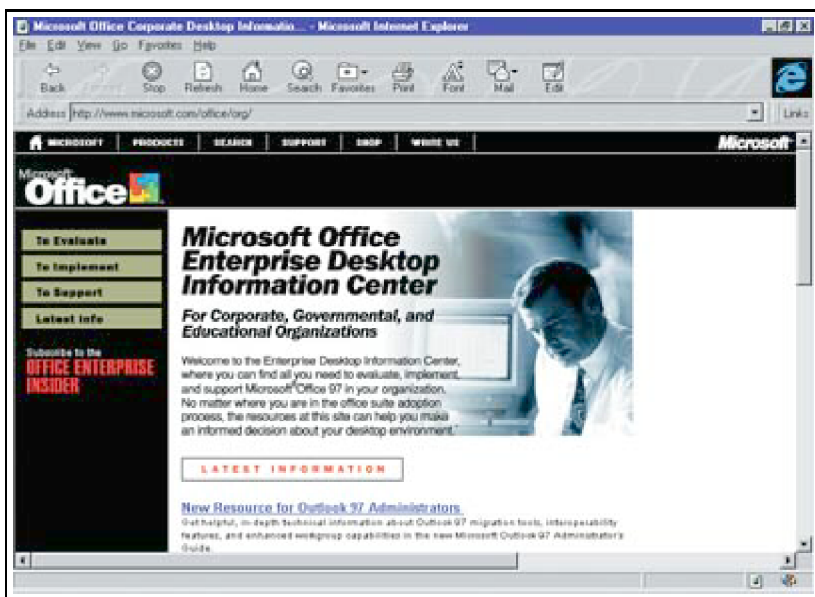 Microsoft Office Corporate Desktop Informatio... - Microsoft Internet Explorer
File Edit View Go Favorites Help
Back Forward Stop Refresh Home Search Favorites Print Font Mail Edit
Address http://www.microsoft.com/office/org/ Links
MICROSOFT PRODUCTS SEARCH SUPPORT SHOP WRITE US Microsoft
Microsoft
Office
To Evaluate
To Implement
To Support
Latest Info
Subscribe to the
OFFICE ENTERPRISE
INSIDER
Microsoft Office
Enterprise Desktop
Information Center
For Corporate, Governmental, and
Educational Organizations
Welcome to the Enterprise Desktop Information Center,
where you can find all you need to evaluate, implement,
and support Microsoft® Office 97 in your organization.
No matter where you are in the office suite adoption
process, the resources at this site can help you make
an informed decision about your desktop environment.
LATEST INFORMATION
New Resource for Outlook 97 Administrators
Get helpful, in-depth technical information about Outlook 97 migration tools, interoperability
features, and enhanced workgroup capabilities in the new Microsoft Outlook 97 Administrator's
Guide.